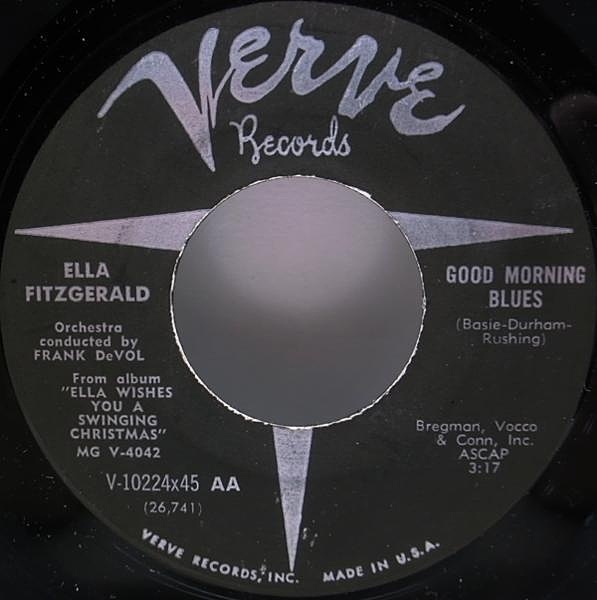 Verve
Records
ELLA
FITZGERALD
Orchestra
conducted by
FRANK DeVOL
From album
"ELLA WISHES
YOU A
SWINGING
CHRISTMAS"
MG V-4042
V-10224x45 AA
(26,741)
GOOD MORNING
BLUES
(Basie-Durham-
Rushing)
Bregman, Vocco
& Conn, Inc.
ASCAP
3:17
VERVE RECORDS, INC. MADE IN U.S.A.